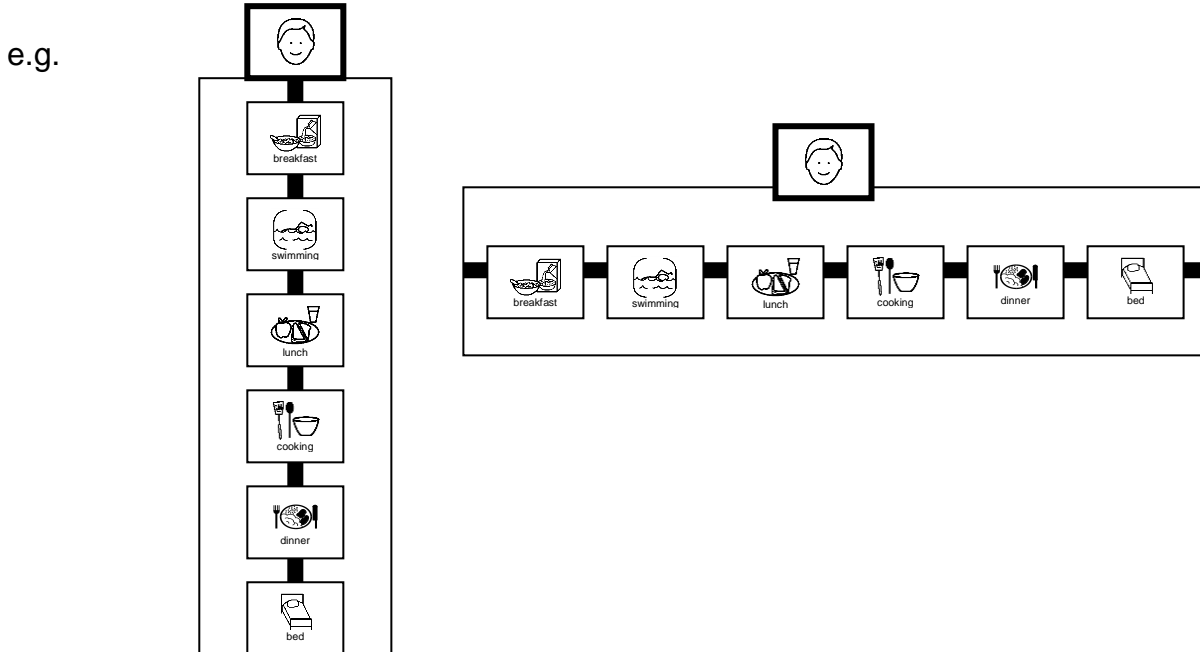 e.g.
breakfast
swimming
lunch
cooking
dinner
bed
breakfast
swimming
lunch
cooking
dinner
bed